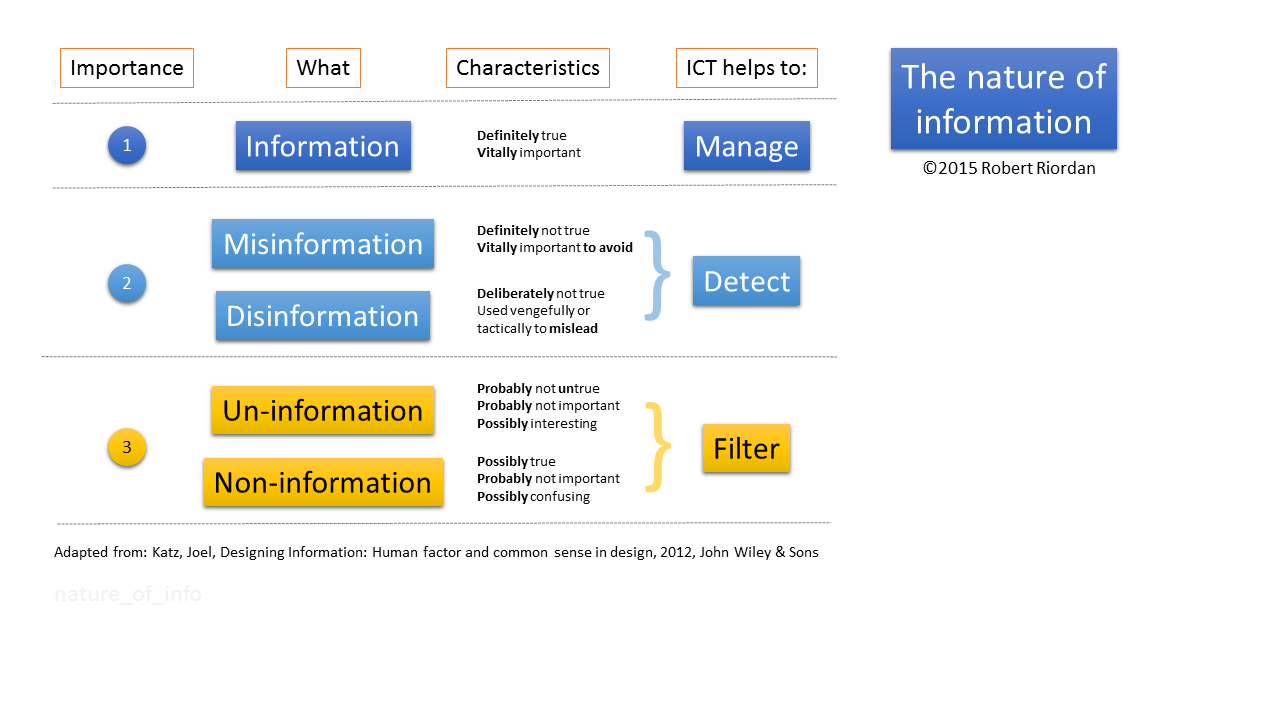 Importance
What
Characteristics
ICT helps to:
The nature of
information
©2015 Robert Riordan
1
Information
Definitely true
Vitally important
Manage
2
Misinformation
Definitely not true
Vitally important to avoid
Disinformation
Deliberately not true
Used vengefully or
tactically to mislead
Detect
3
Un-information
Probably not untrue
Probably not important
Possibly interesting
Non-information
Possibly true
Probably not important
Possibly confusing
Filter
Adapted from: Katz, Joel, Designing Information: Human factor and common sense in design, 2012, John Wiley & Sons
nature_of_info